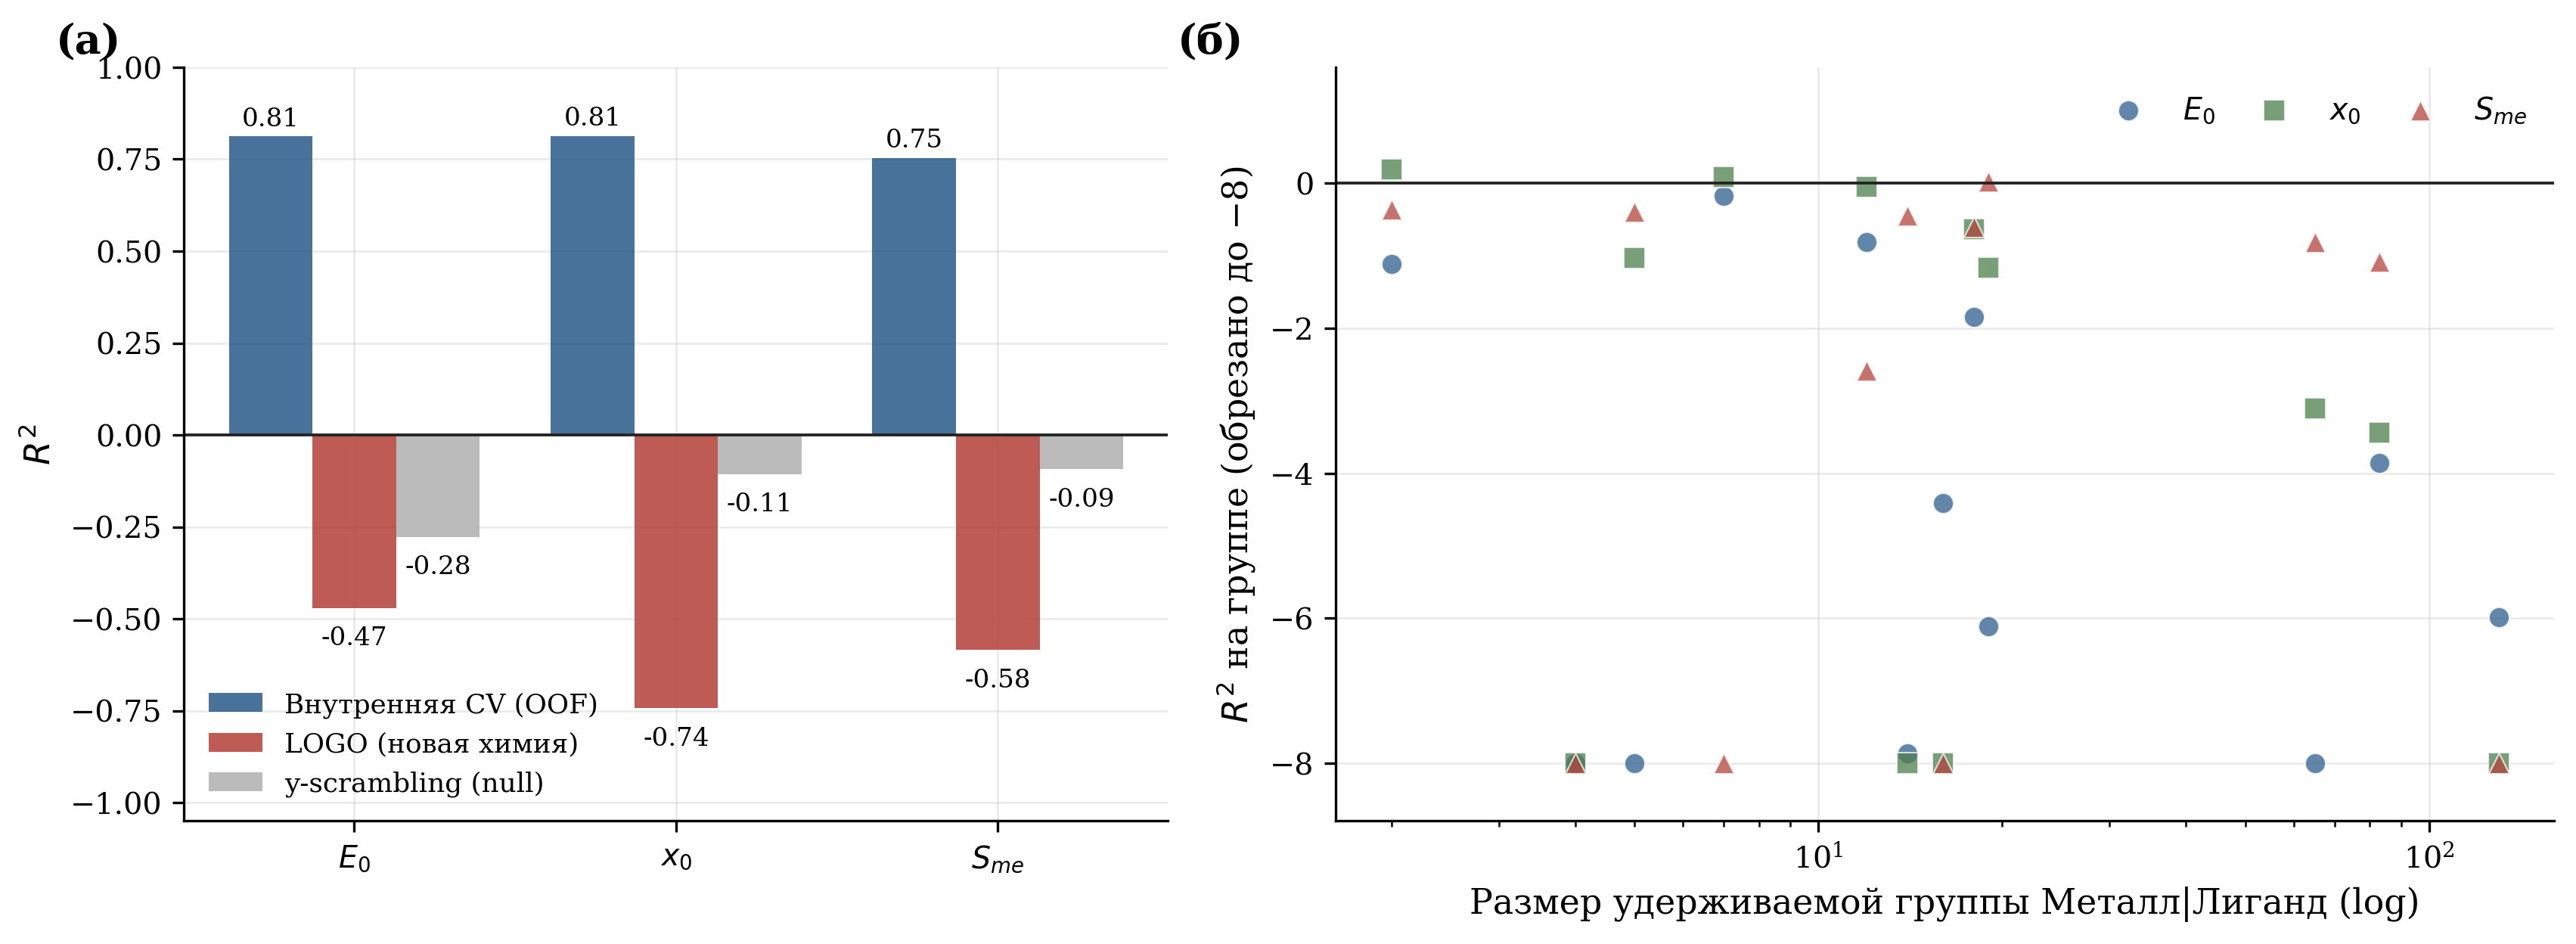 (а)
1.00
0.75
0.50
0.25
0.00
−0.25
−0.50
−0.75
−1.00
R²
0.81
0.81
0.75
-0.47
-0.28
-0.74
-0.11
-0.58
-0.09
Внутренняя CV (OOF)
LOGO (новая химия)
y-scrambling (null)
E₀ x₀ Sₘₑ
(б)
E₀ x₀ Sₘₑ
0
−2
−4
−6
−8
R² на группе (обрезано до −8)
10¹ 10²
Размер удерживаемой группы Металл|Лиганд (log)